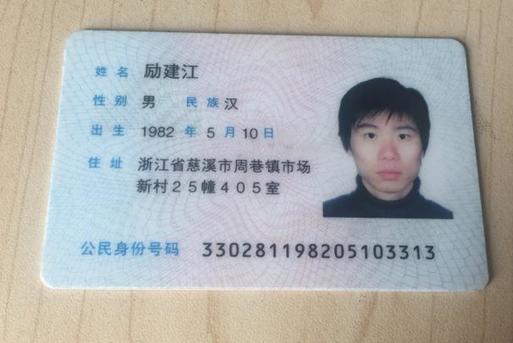 姓名 励建江
性别 男 民族 汉
出生 1982 年 5 月 10 日
住址 浙江省慈溪市周巷镇市场
新村25幢405室
公民身份号码 330281198205103313